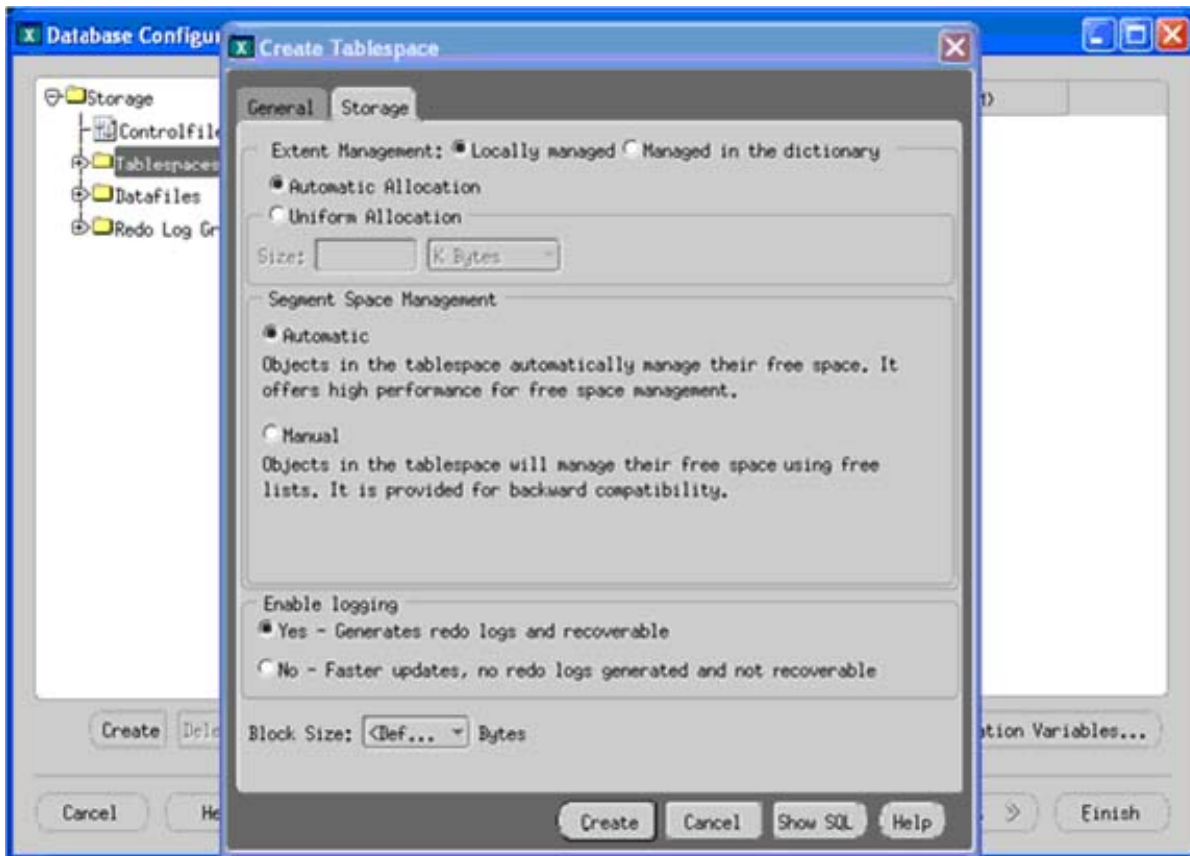 X Database Configur
X Create Tablespace
Storage
Controlfile
Tablespaces
Datafiles
Redo Log Gr
General Storage
Extent Management: Locally managed Managed in the dictionary
Automatic Allocation
Uniform Allocation
Size: K Bytes
Segment Space Management
Automatic
Objects in the tablespace automatically manage their free space. It
offers high performance for free space management.
Manual
Objects in the tablespace will manage their free space using free
lists. It is provided for backward compatibility.
Enable logging
Yes - Generates redo logs and recoverable
No - Faster updates, no redo logs generated and not recoverable
Block Size: <Def... Bytes
Create Dele
ation Variables...
Cancel He
Create Cancel Show SQL Help
Finish